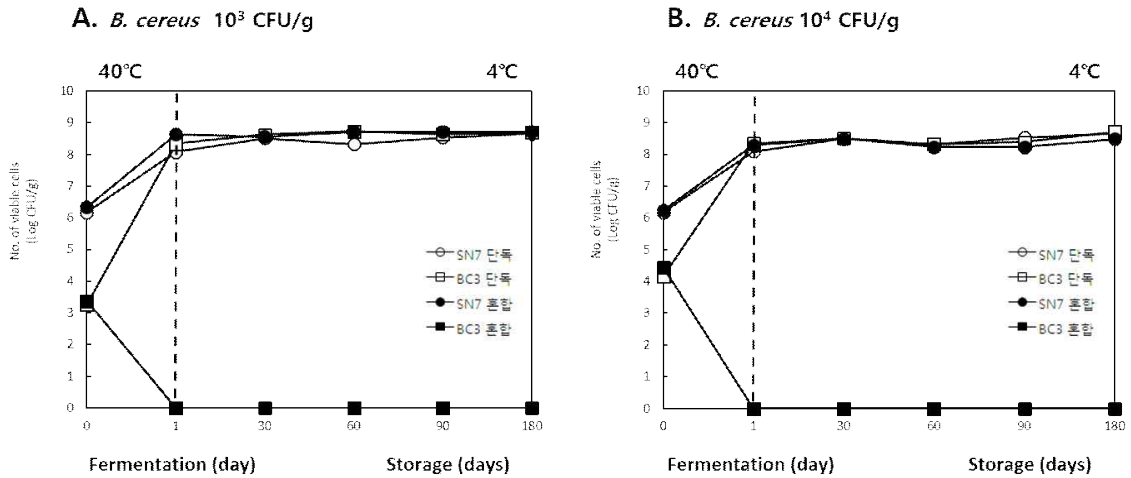 A. B. cereus 10³ CFU/g
40℃
4℃
10
9
8
7
6
5
4
3
2
1
0
No. of viable cells
(Log CFU/g)
SN7 단독
BC3 단독
SN7 혼합
BC3 혼합
0
1
30
60
90
180
Fermentation (day)
Storage (days)
B. B. cereus 10⁴ CFU/g
40℃
4℃
10
9
8
7
6
5
4
3
2
1
0
No. of viable cells
(Log CFU/g)
SN7 단독
BC3 단독
SN7 혼합
BC3 혼합
0
1
30
60
90
180
Fermentation (day)
Storage (days)